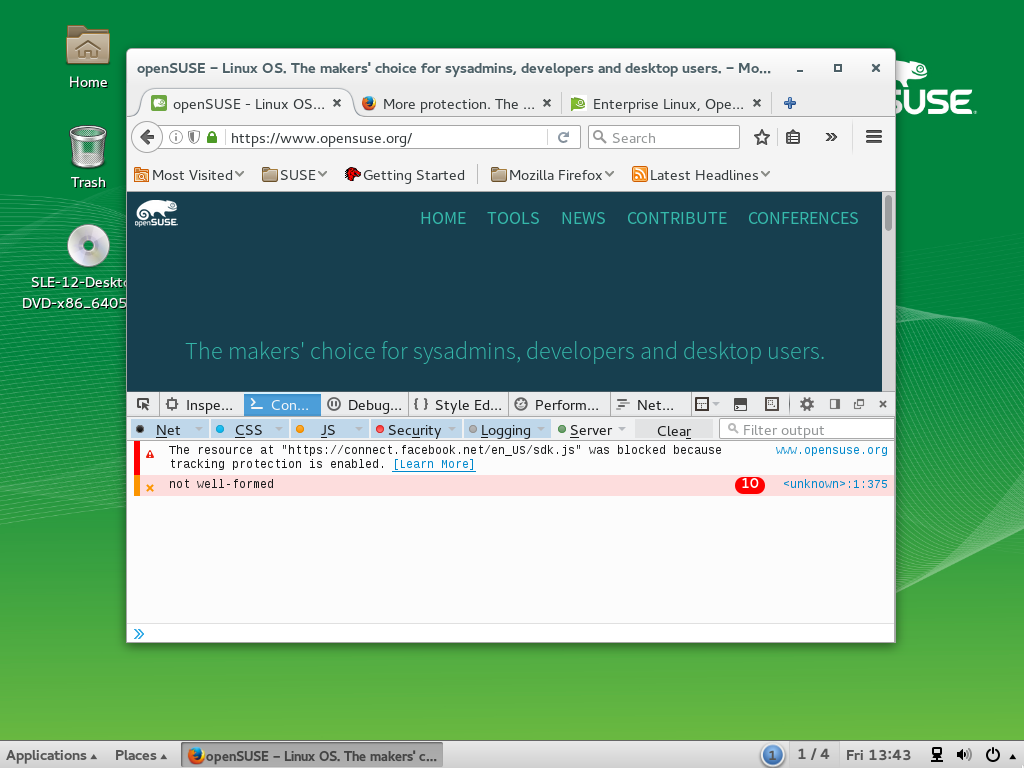 Home
Trash
SLE-12-Deskto
DVD-x86_6405
SUSE
openSUSE – Linux OS. The makers' choice for sysadmins, developers and desktop users. – Mo...
openSUSE - Linux OS...
More protection. The ...
Enterprise Linux, Ope...
https://www.opensuse.org/
Search
Most Visited
SUSE
Getting Started
Mozilla Firefox
Latest Headlines
openSUSE
HOME TOOLS NEWS CONTRIBUTE CONFERENCES
The makers' choice for sysadmins, developers and desktop users.
Inspe...
Con...
Debug...
{ } Style Ed...
Perform...
Net...
Net
CSS
JS
Security
Logging
Server
Clear
Filter output
The resource at "https://connect.facebook.net/en_US/sdk.js" was blocked because
tracking protection is enabled. [Learn More]
www.opensuse.org
not well-formed
10
<unknown>:1:375
Applications
Places
openSUSE – Linux OS. The makers' c...
1
1 / 4
Fri 13:43